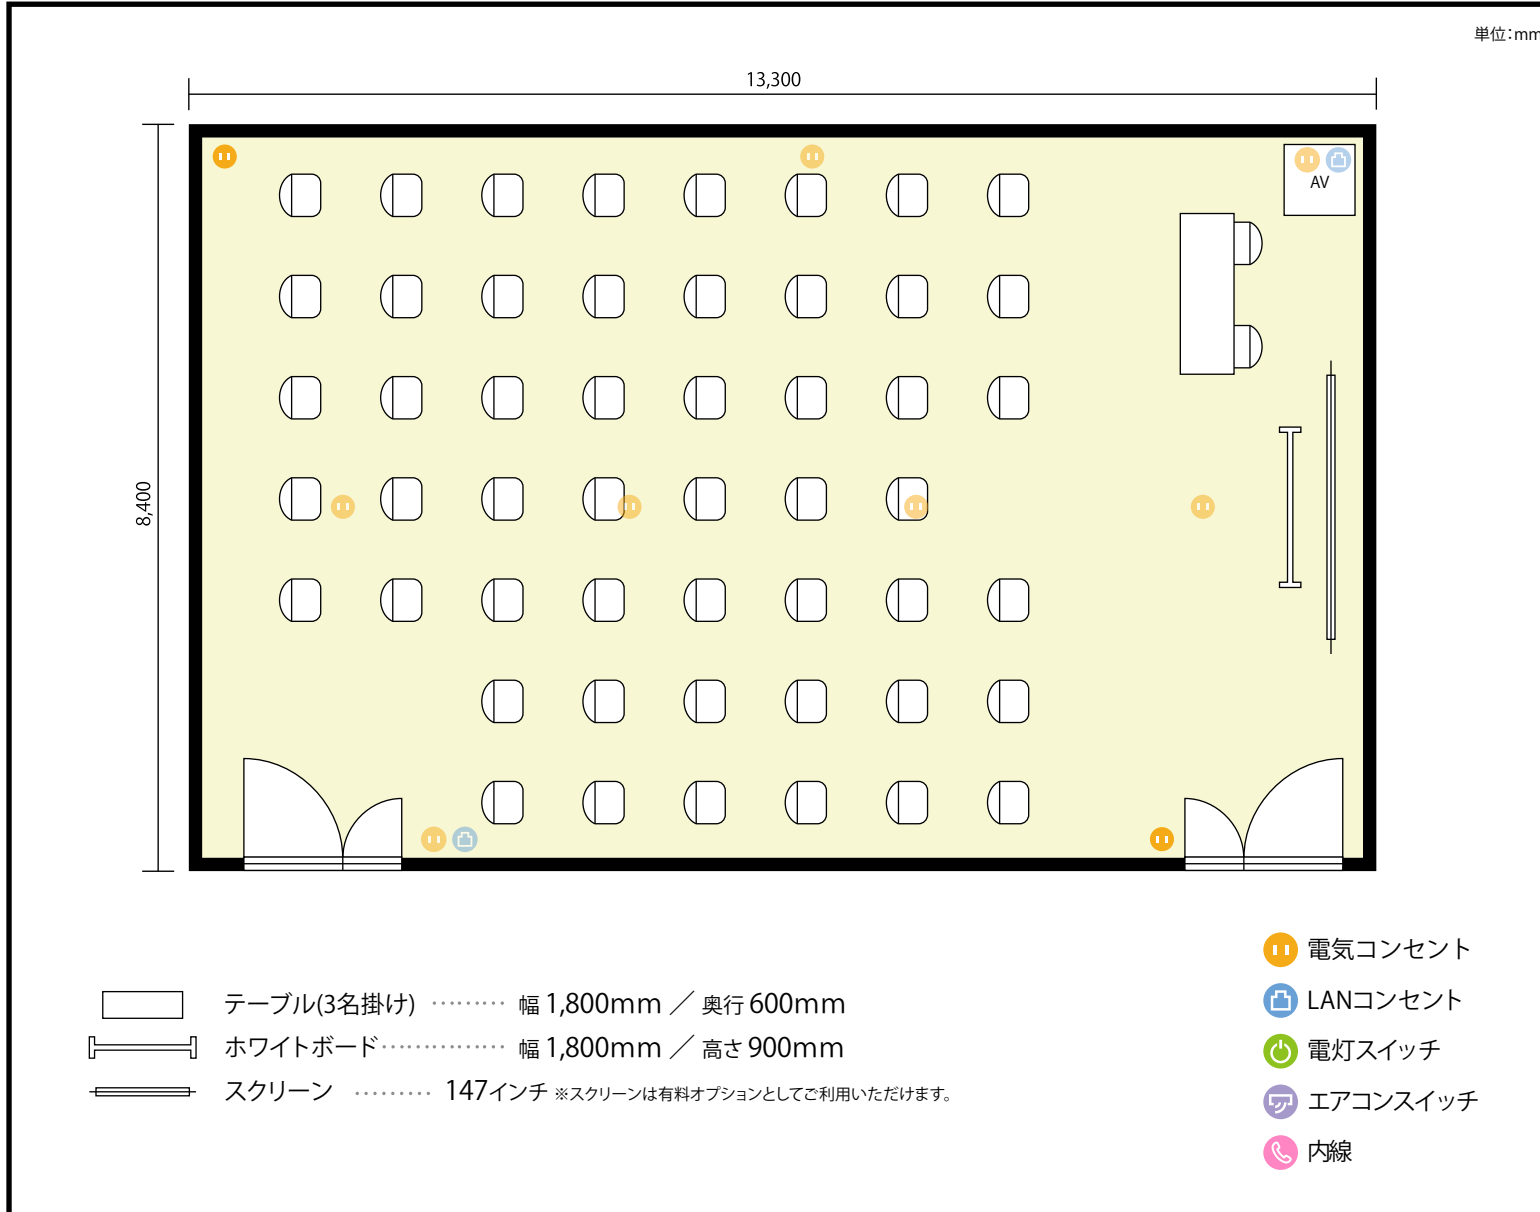 単位：mm
13,300
AV
8,400
電気コンセント
テーブル(3名掛け) ········· 幅 1,800mm ／ 奥行 600mm
LANコンセント
ホワイトボード··············· 幅 1,800mm ／ 高さ 900mm
電灯スイッチ
スクリーン ········· 147インチ ※スクリーンは有料オプションとしてご利用いただけます。
エアコンスイッチ
内線